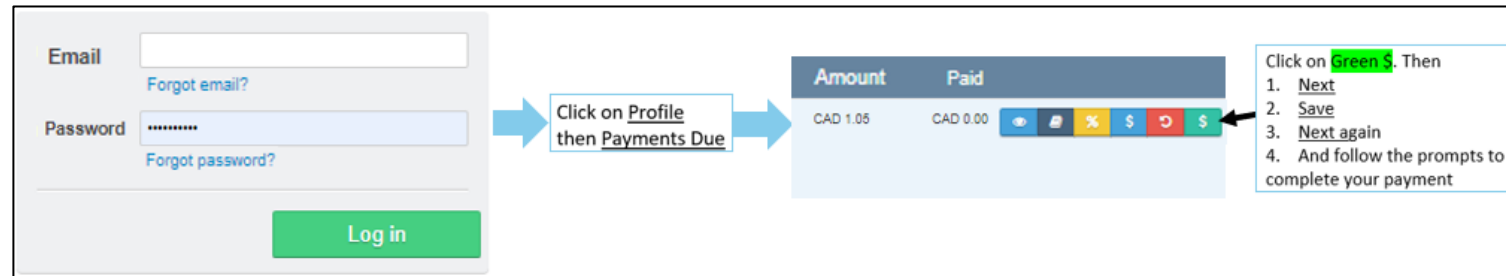 Email
Forgot email?
Password
Forgot password?
Log in
Click on Profile
then Payments Due
Amount Paid
CAD 1.05 CAD 0.00 % $ $
Click on Green $. Then
1. Next
2. Save
3. Next again
4. And follow the prompts to
complete your payment